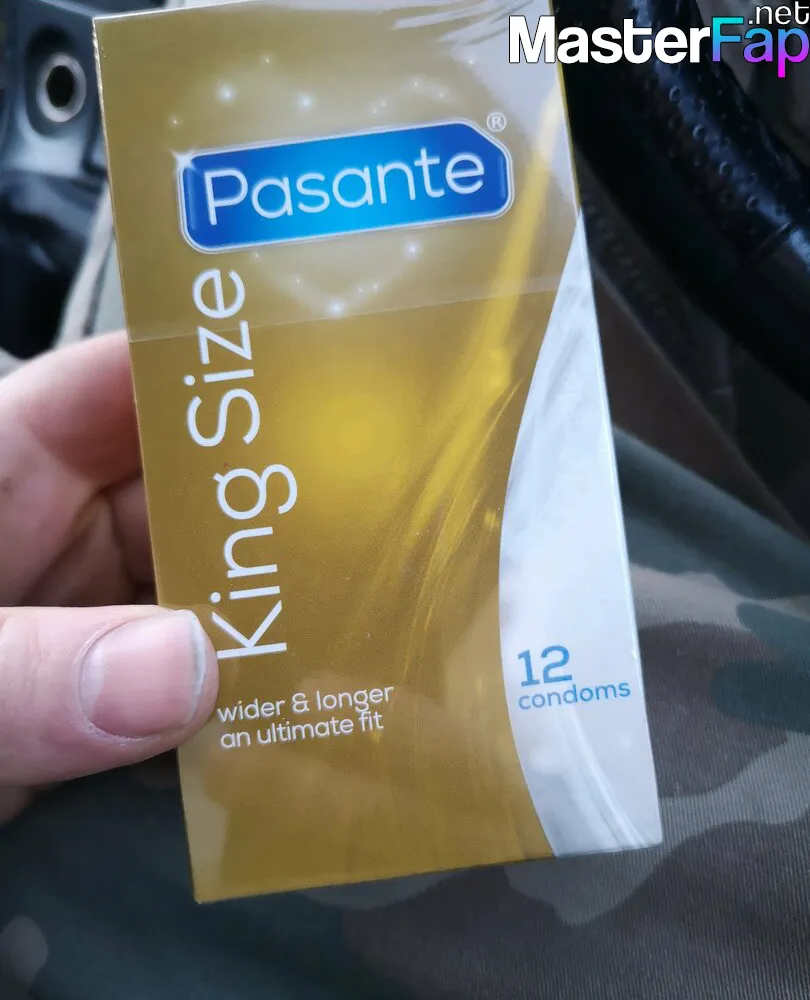 MasterFap.net
Pasante®
King Size
wider & longer
an ultimate fit
12
condoms